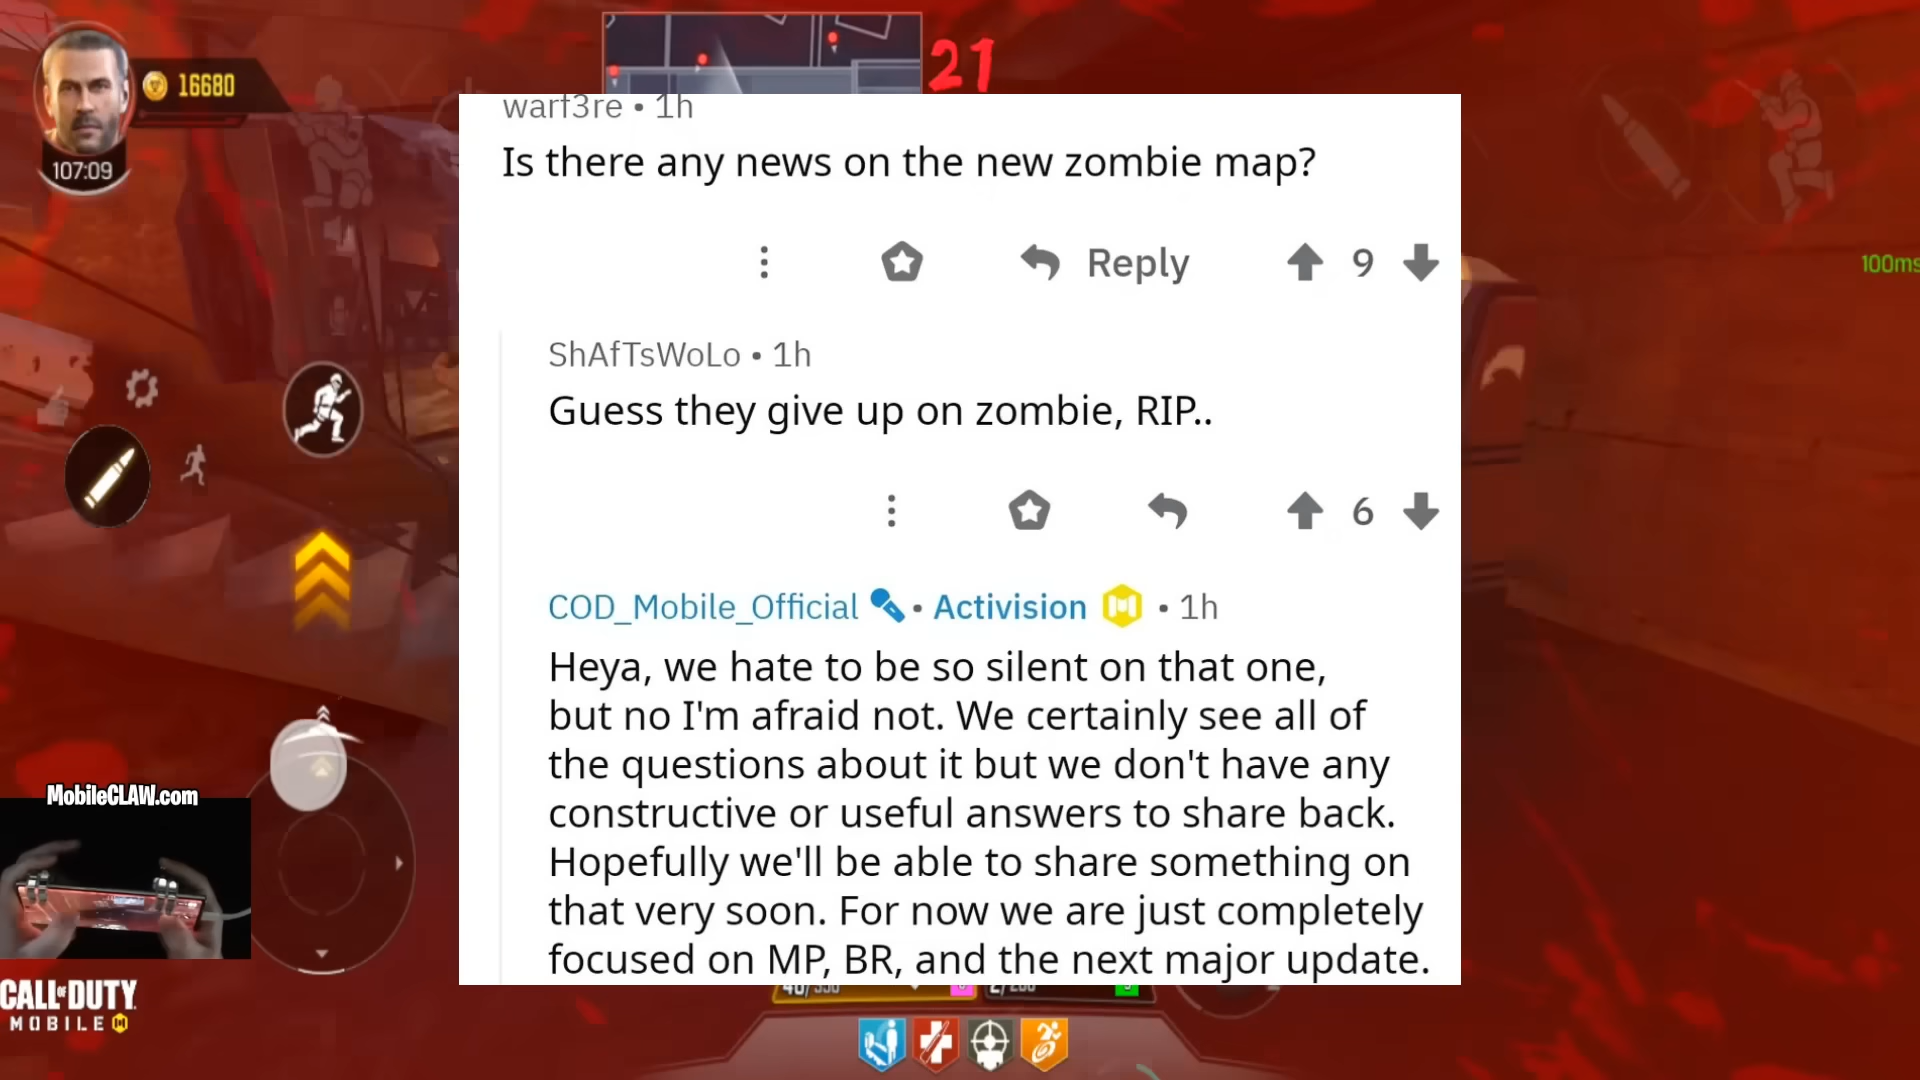 16680
107:09
21
100ms
warf3re • 1h
Is there any news on the new zombie map?
Reply
9
ShAfTsWoLo • 1h
Guess they give up on zombie, RIP..
6
COD_Mobile_Official • Activision • 1h
Heya, we hate to be so silent on that one,
but no I'm afraid not. We certainly see all of
the questions about it but we don't have any
constructive or useful answers to share back.
Hopefully we'll be able to share something on
that very soon. For now we are just completely
focused on MP, BR, and the next major update.
MobileCLAW.com
CALL OF DUTY
MOBILE